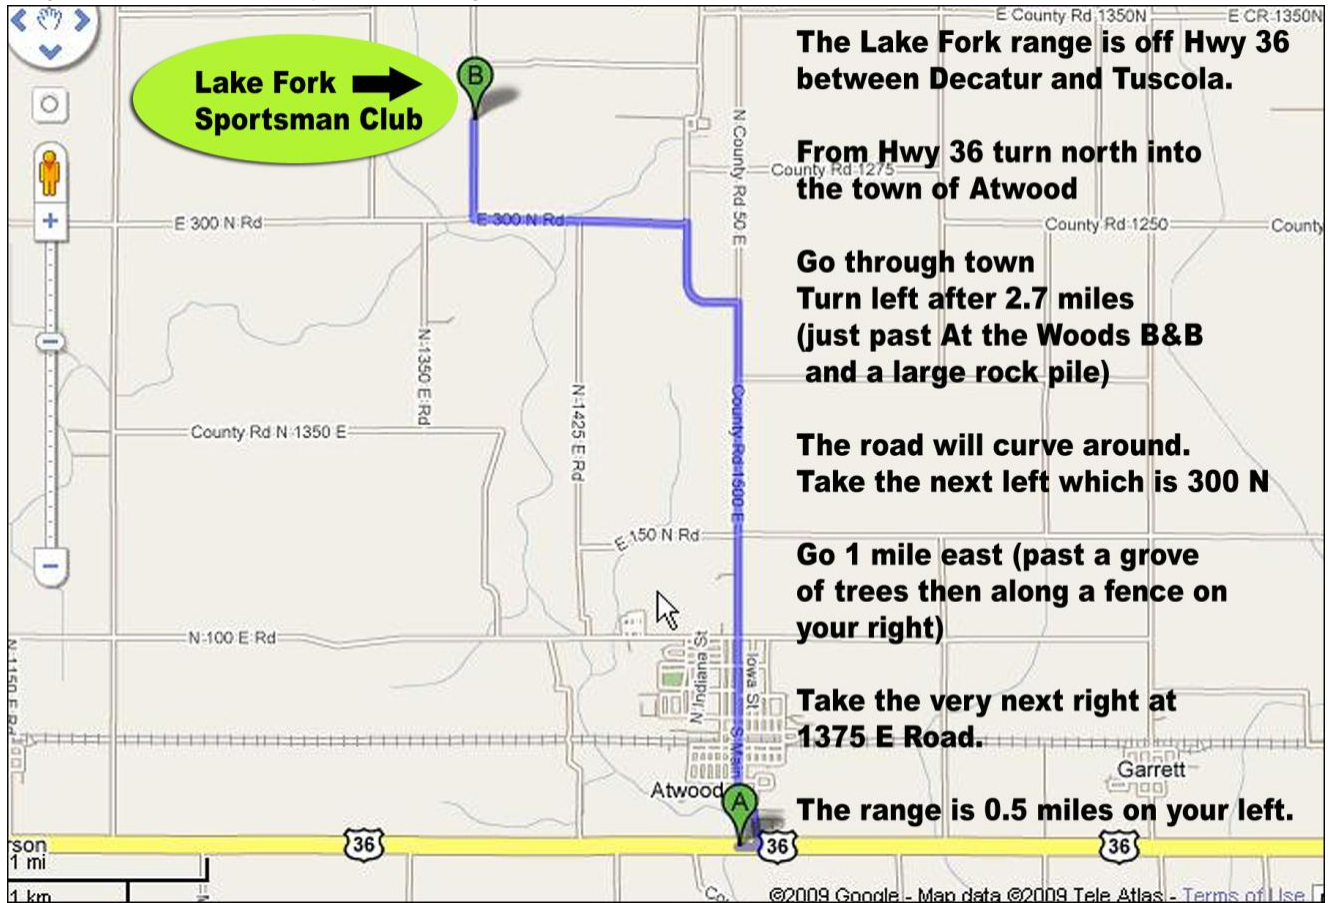 E County Rd 1350N
E CR 1350N
Lake Fork
Sportsman Club
B
The Lake Fork range is off Hwy 36
between Decatur and Tuscola.
From Hwy 36 turn north into
the town of Atwood
Go through town
Turn left after 2.7 miles
(just past At the Woods B&B
and a large rock pile)
The road will curve around.
Take the next left which is 300 N
Go 1 mile east (past a grove
of trees then along a fence on
your right)
Take the very next right at
1375 E Road.
The range is 0.5 miles on your left.
N County Rd 50 E
County Rd 1275
E 300 N Rd
E 300 N Rd
County Rd 1250
County
N 1350 E Rd
N 1425 E Rd
County Rd 1500 E
County Rd N 1350 E
E 150 N Rd
N 100 E Rd
N 1150 E Rd
N Indiana St
Iowa St
S Main
Atwood
A
Garrett
36
36
36
son
1 mi
1 km
Co
©2009 Google - Map data ©2009 Tele Atlas - Terms of Use